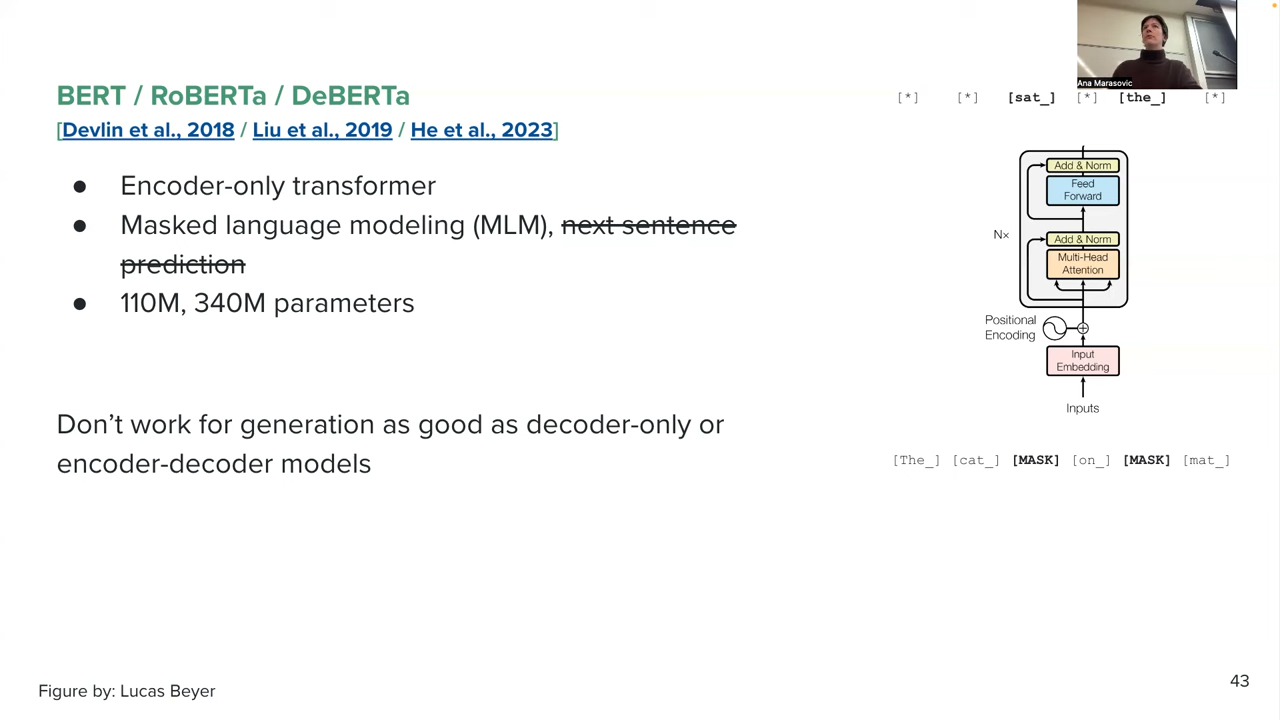 BERT / RoBERTa / DeBERTa
[Devlin et al., 2018 / Liu et al., 2019 / He et al., 2023]
● Encoder-only transformer
● Masked language modeling (MLM), next sentence
prediction
● 110M, 340M parameters
Don't work for generation as good as decoder-only or
encoder-decoder models
Ana Marasovic
[*] [*] [sat_] [*] [the_] [*]
Add & Norm
Feed
Forward
N×
Add & Norm
Multi-Head
Attention
Positional
Encoding
Input
Embedding
Inputs
[The_] [cat_] [MASK] [on_] [MASK] [mat_]
Figure by: Lucas Beyer
43